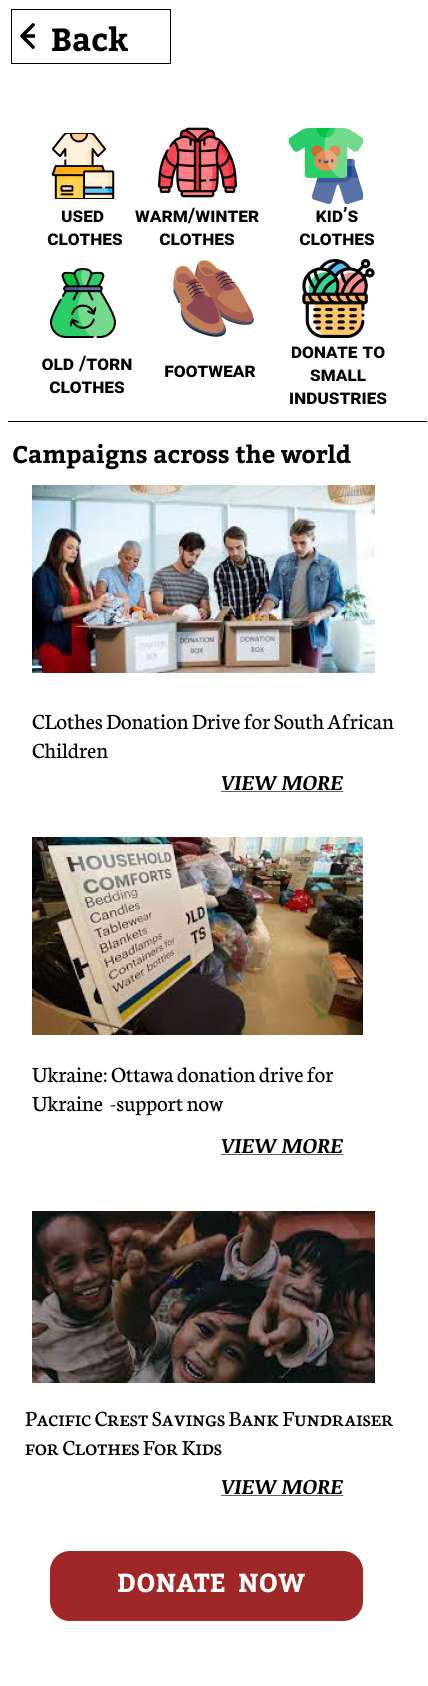 Back
USED
CLOTHES
WARM/WINTER
CLOTHES
KID'S
CLOTHES
OLD /TORN
CLOTHES
FOOTWEAR
DONATE TO
SMALL
INDUSTRIES
Campaigns across the world
DONATION
BOX
DONATION
BOX
CLothes Donation Drive for South African
Children
VIEW MORE
HOUSEHOLD
COMFORTS
Bedding
Candles
Tablewear
Blankets
Headlamps
Containers for
Water bottles
OLD
TS
Ukraine: Ottawa donation drive for
Ukraine -support now
VIEW MORE
Pacific Crest Savings Bank Fundraiser
for Clothes For Kids
VIEW MORE
DONATE NOW